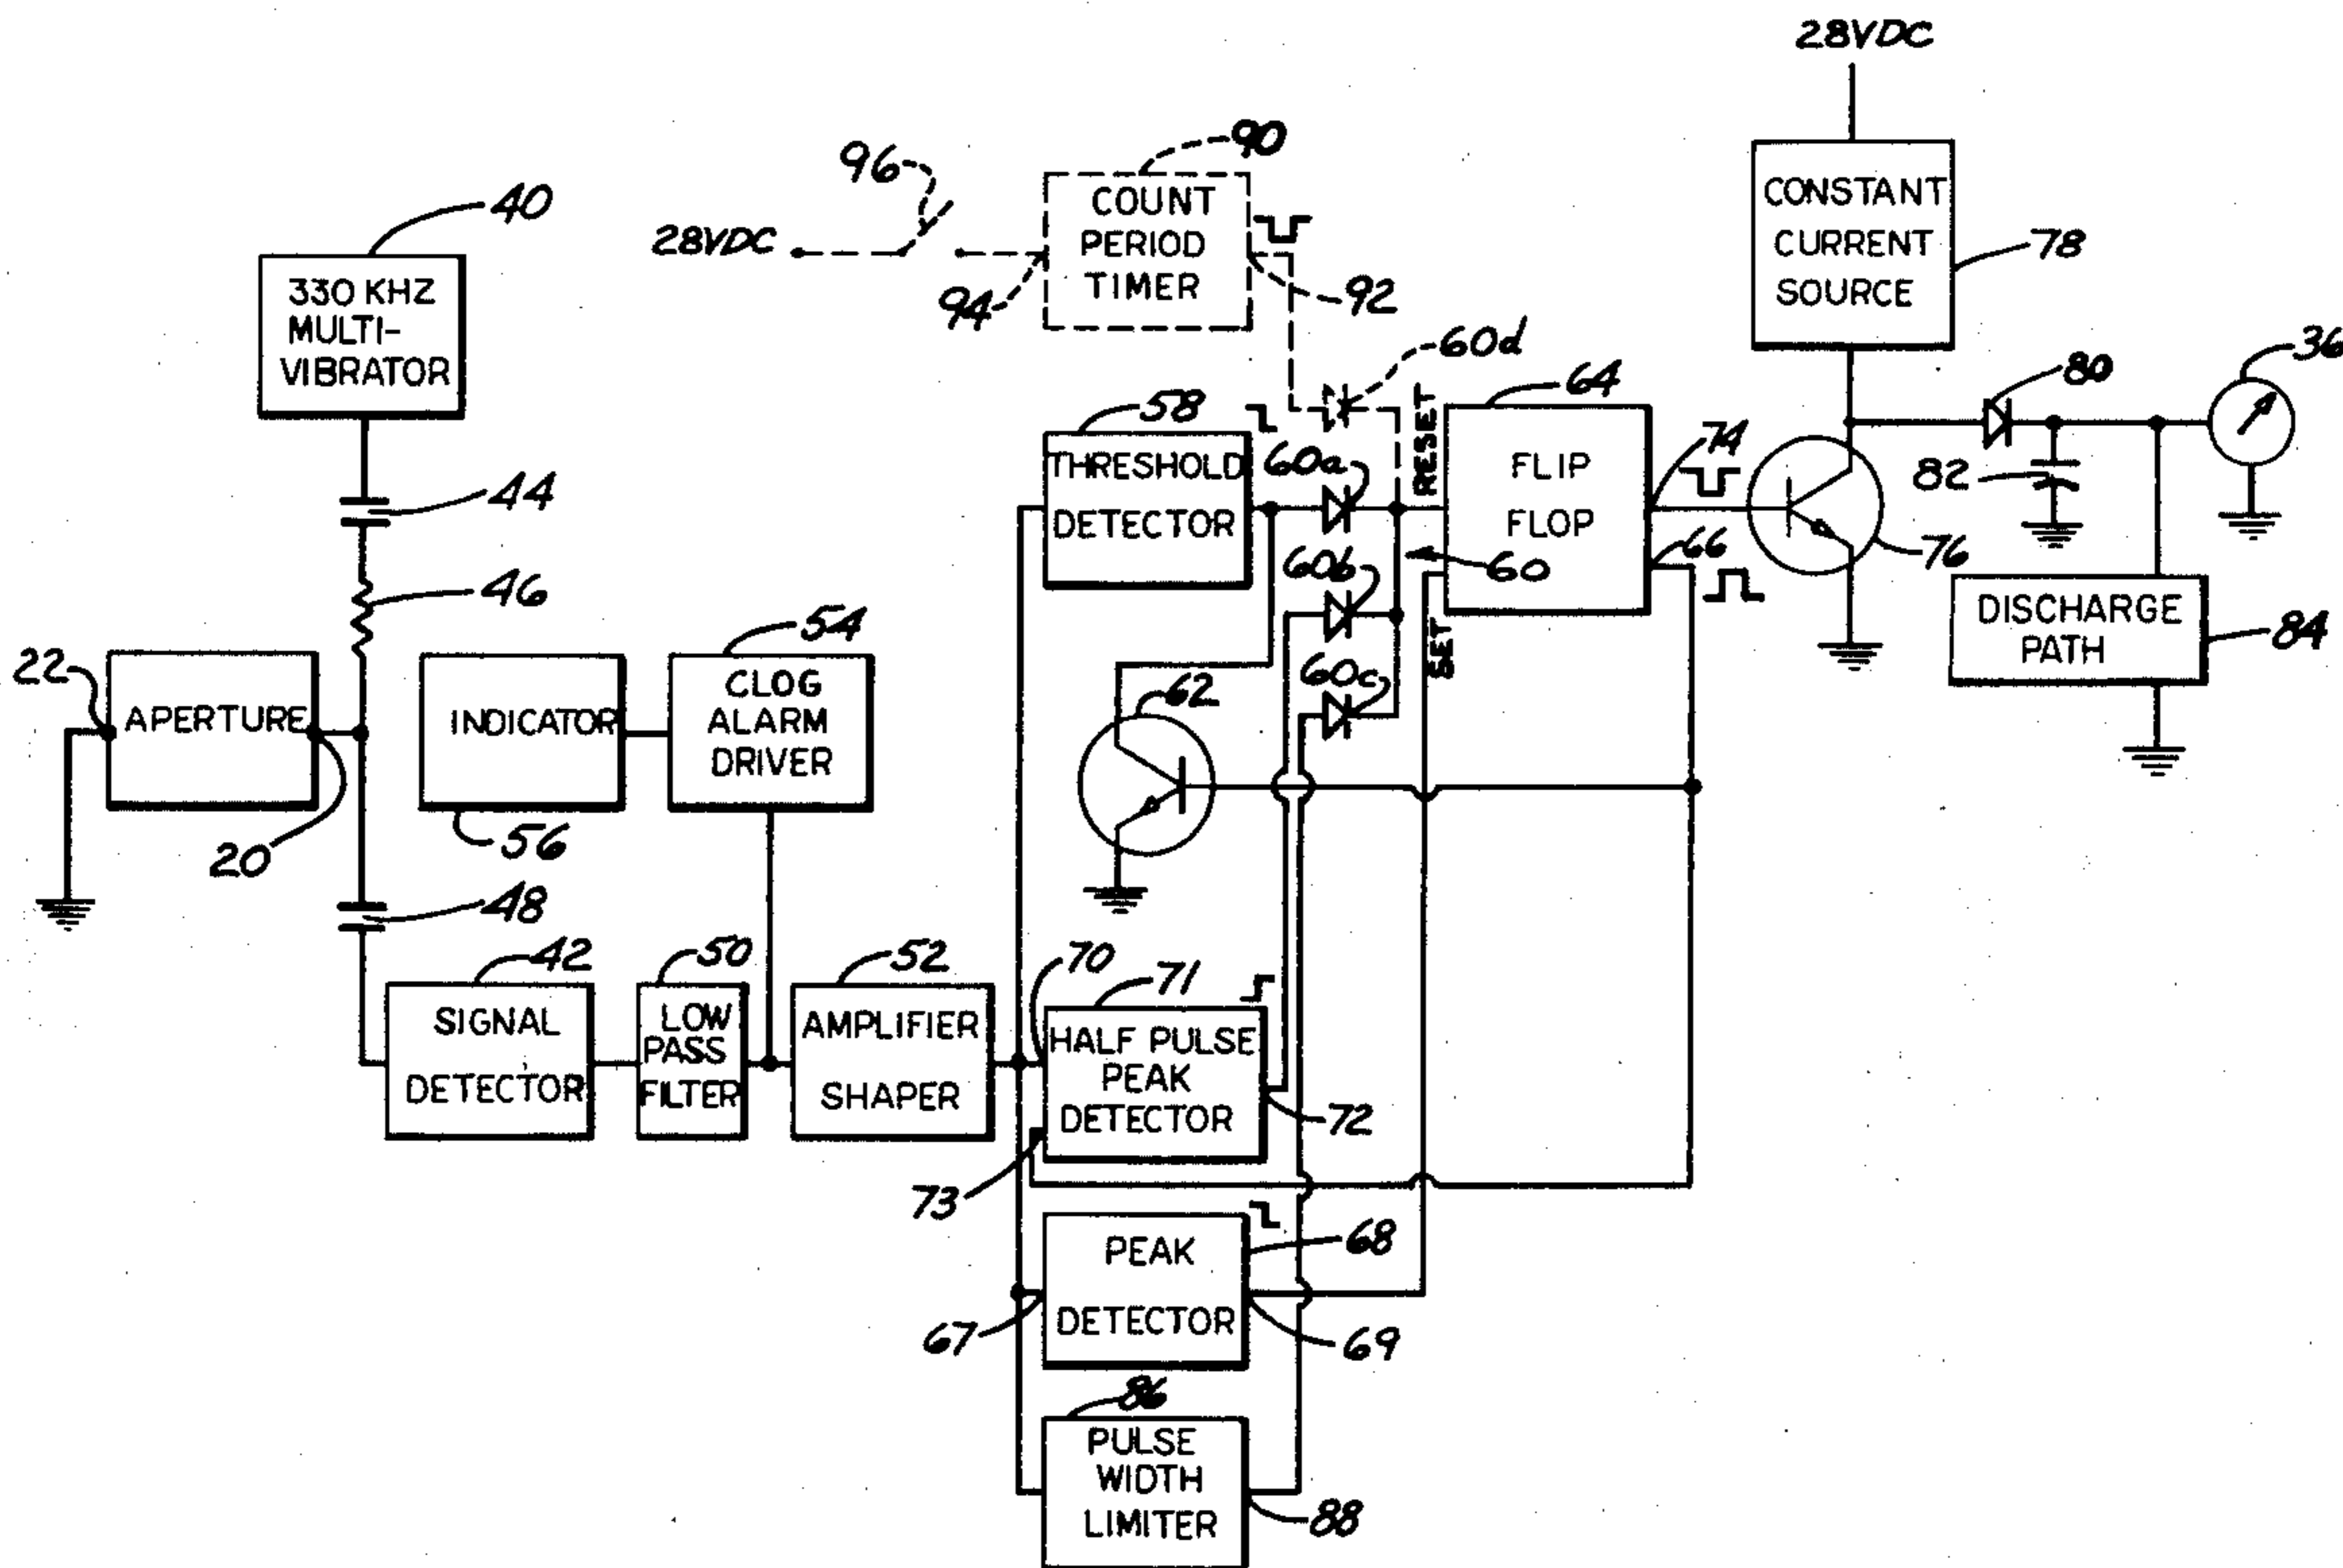 28VDC
90
96
40
COUNT
PERIOD
TIMER
28VDC
94
92
CONSTANT
CURRENT
SOURCE
78
330 KHZ
MULTI-
VIBRATOR
60d
36
80
58
64
RESET
74
THRESHOLD
DETECTOR
60a
FLIP
FLOP
82
44
66
76
60b
60
46
DISCHARGE
PATH
84
54
SET
60c
62
22
APERTURE
INDICATOR
CLOG
ALARM
DRIVER
20
56
48
42
50
52
70
71
SIGNAL
DETECTOR
LOW
PASS
FILTER
AMPLIFIER
SHAPER
HALF PULSE
PEAK
DETECTOR
72
73
PEAK
DETECTOR
68
67
69
86
PULSE
WIDTH
LIMITER
88